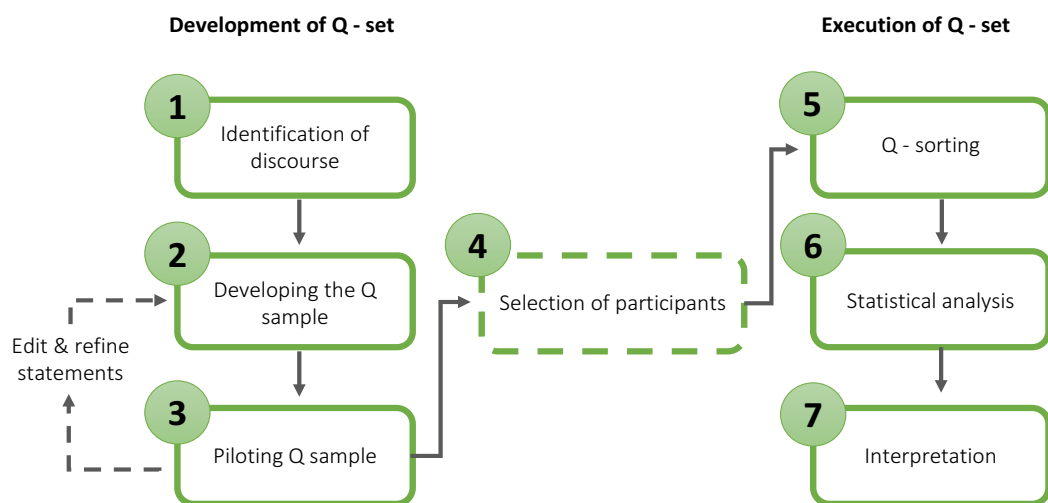 Development of Q - set
1
Identification of
discourse
2
Developing the Q
sample
Edit & refine
statements
3
Piloting Q sample
4
Selection of participants
Execution of Q - set
5
Q - sorting
6
Statistical analysis
7
Interpretation